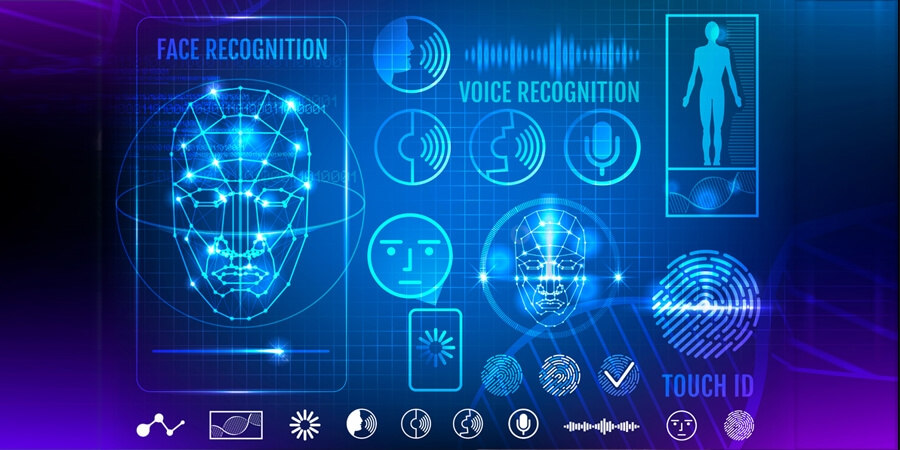 FACE RECOGNITION
VOICE RECOGNITION
TOUCH ID